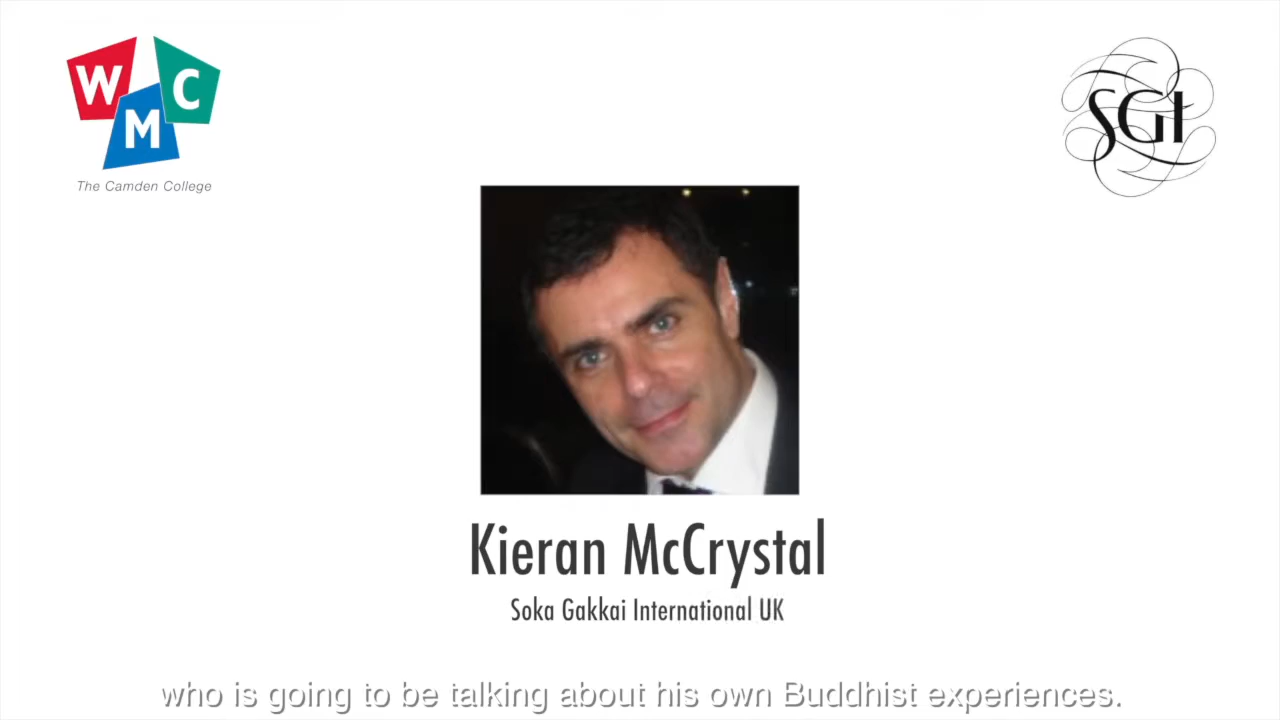 WMC
The Camden College
SGI
Kieran McCrystal
Soka Gakkai International UK
who is going to be talking about his own Buddhist experiences.